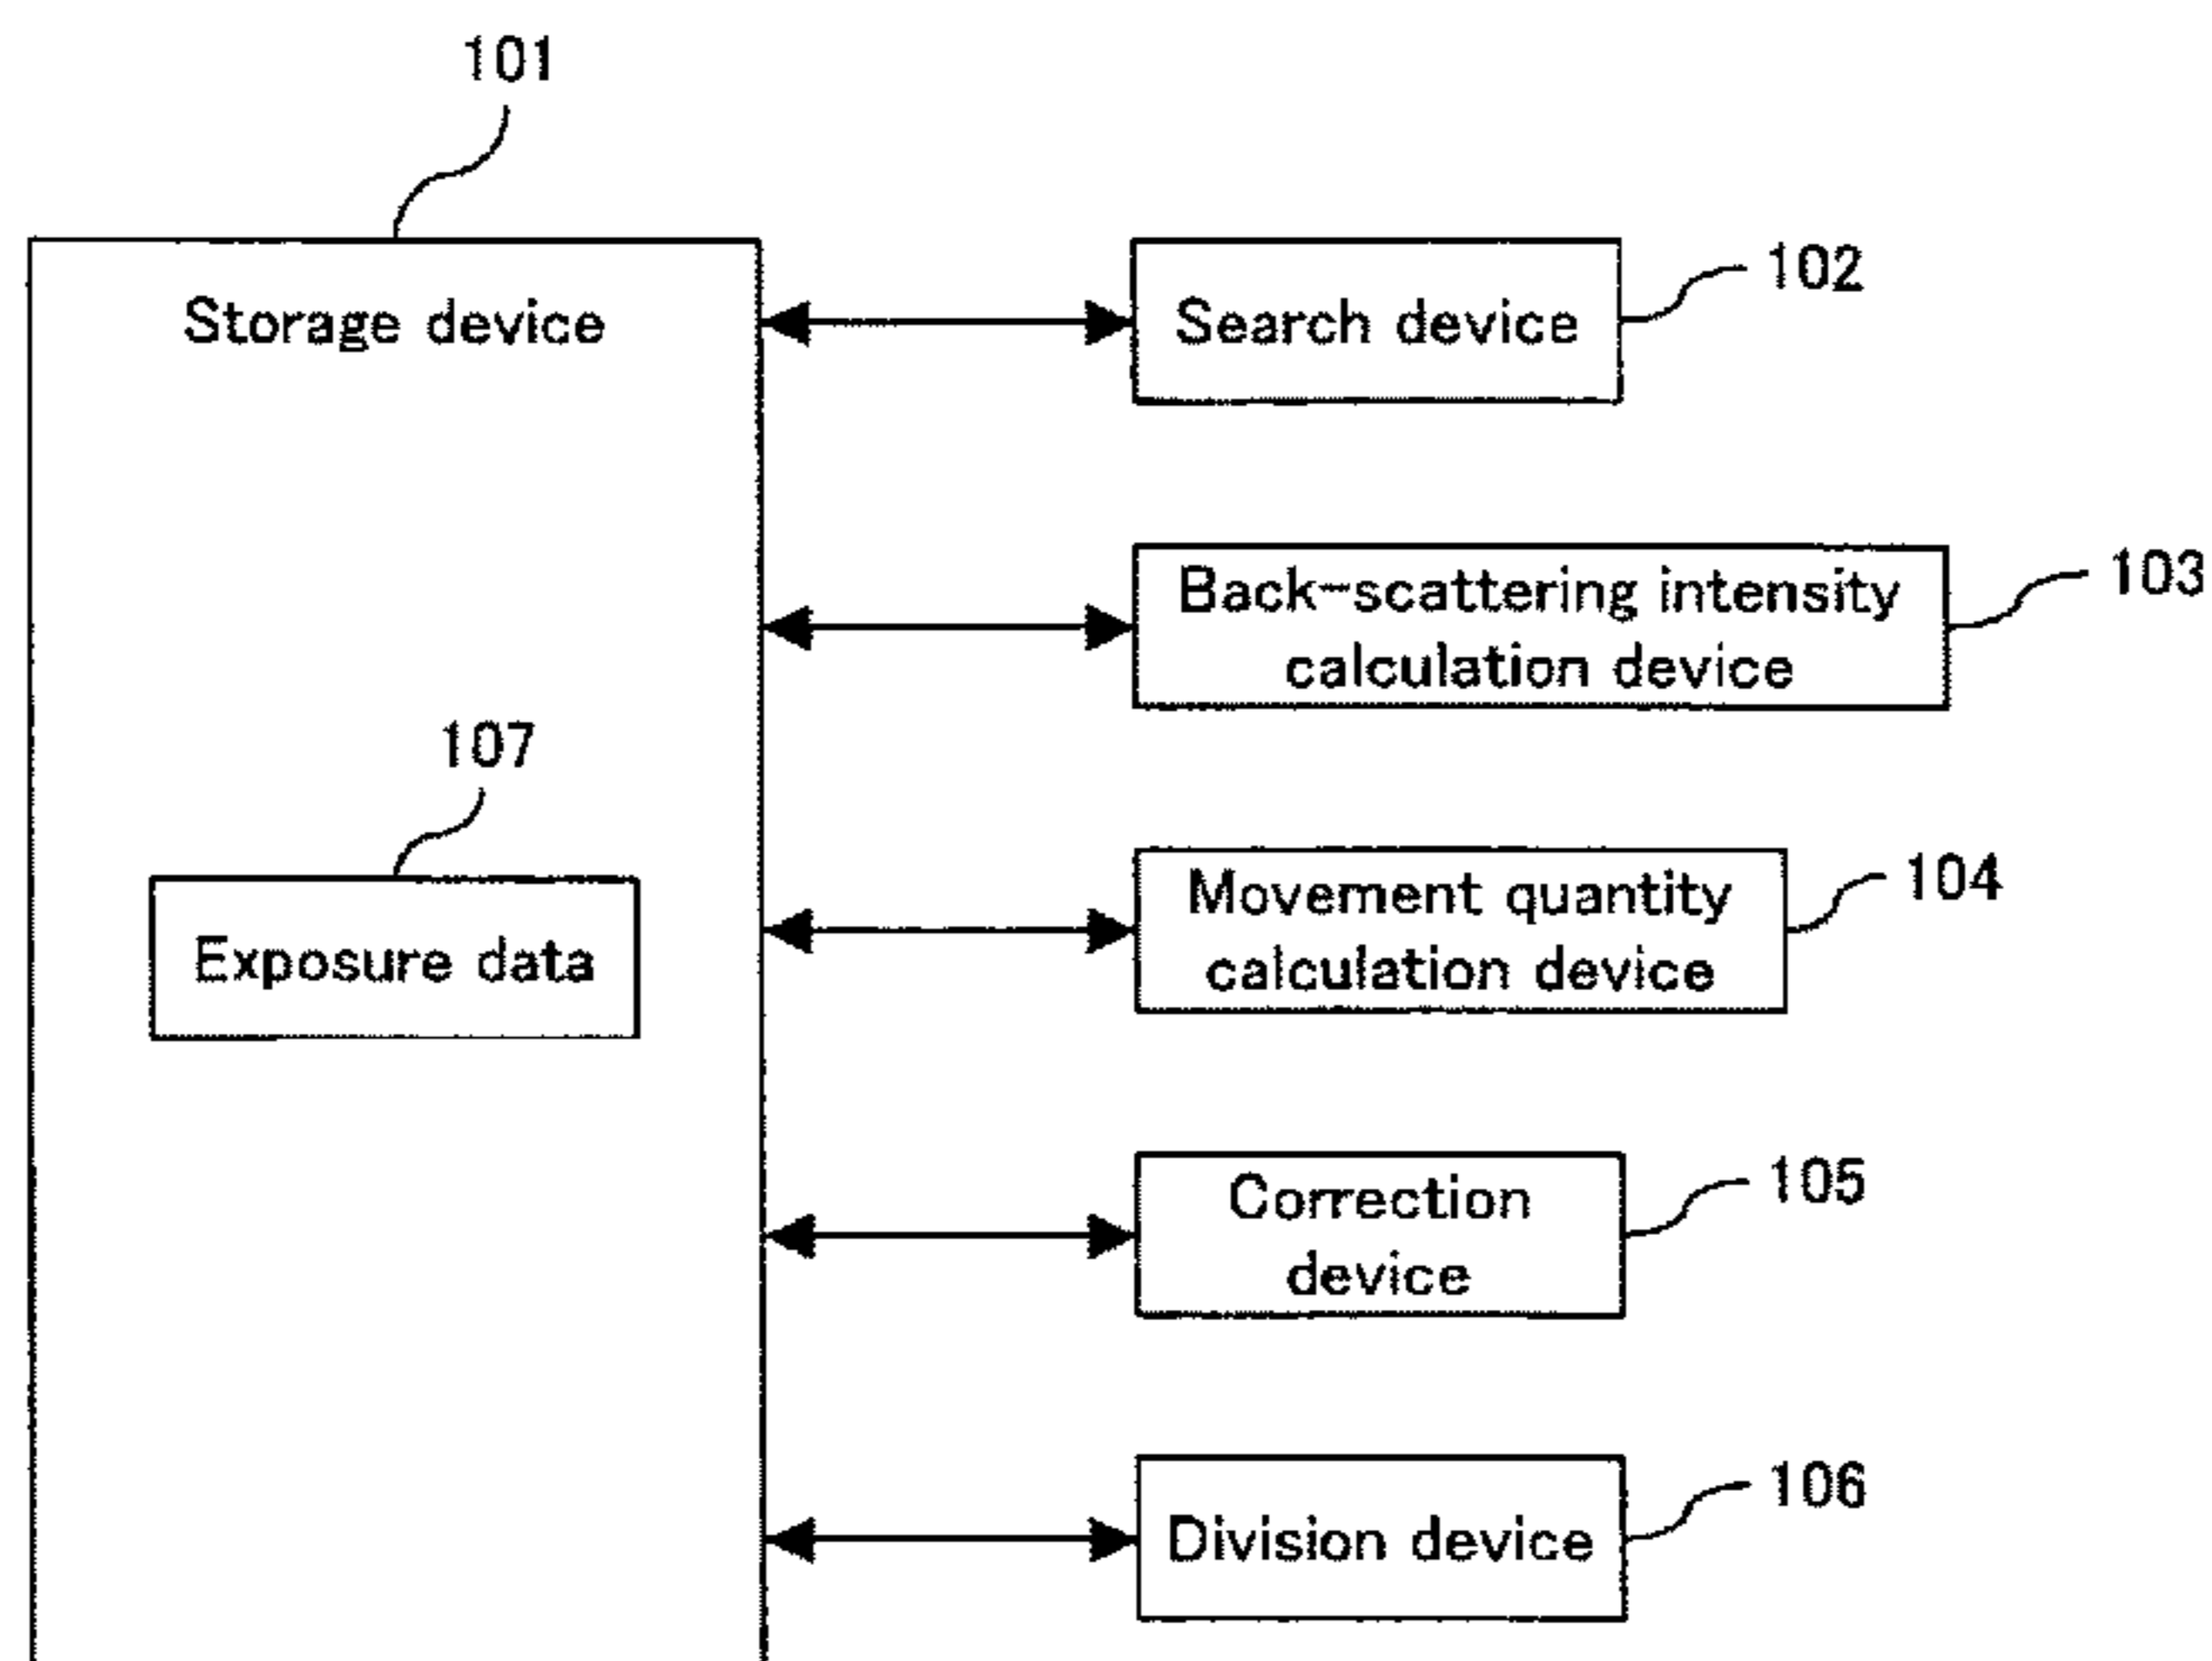 101
Storage device
Search device
102
Back-scattering intensity
calculation device
103
107
Exposure data
Movement quantity
calculation device
104
Correction
device
105
Division device
106